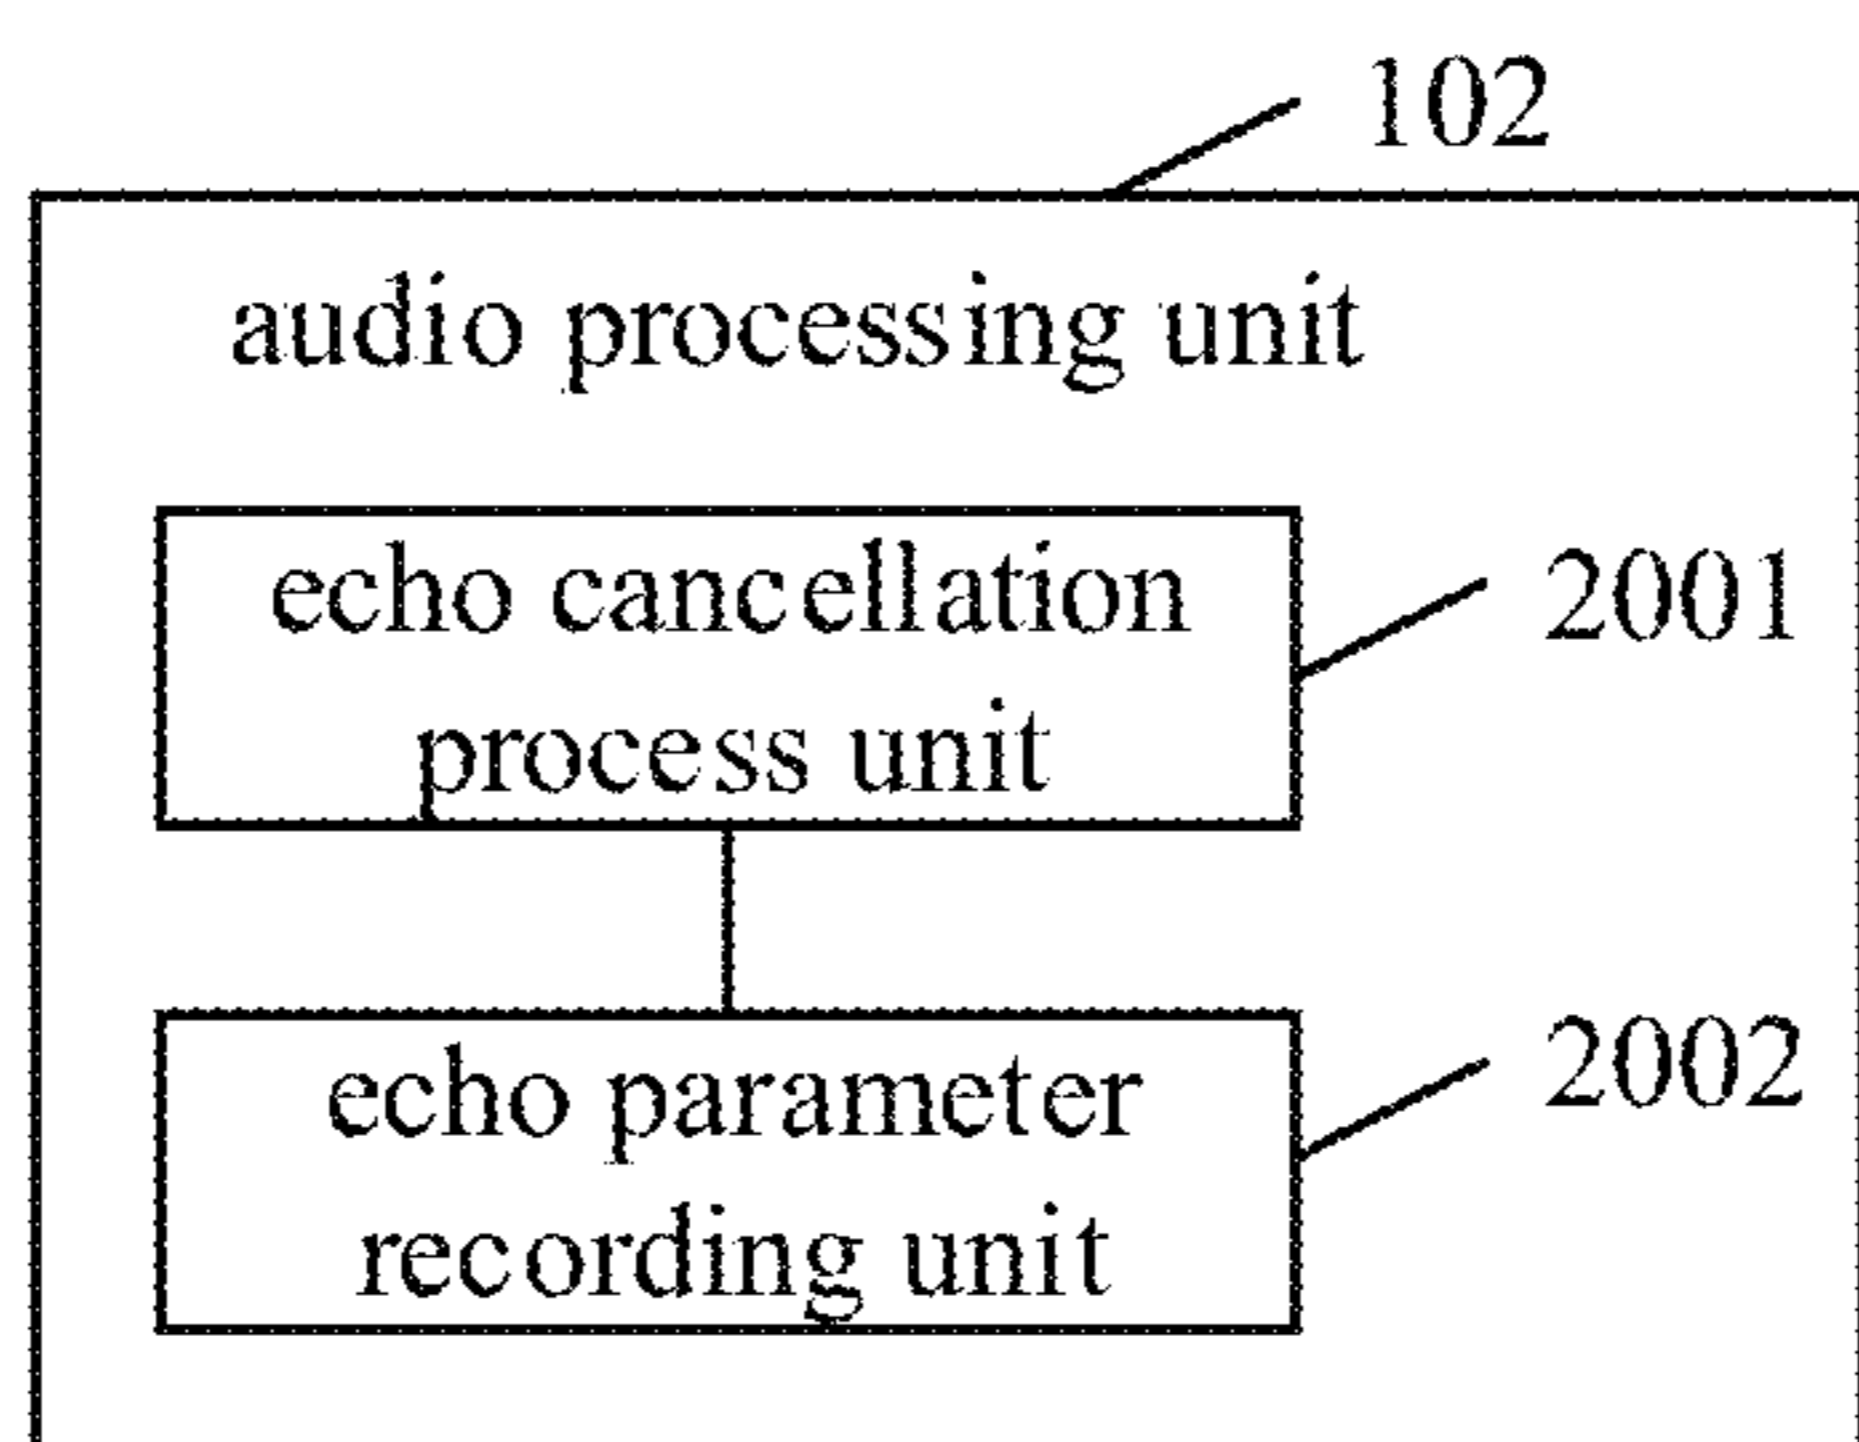 102
audio processing unit
echo cancellation
process unit
2001
echo parameter
recording unit
2002